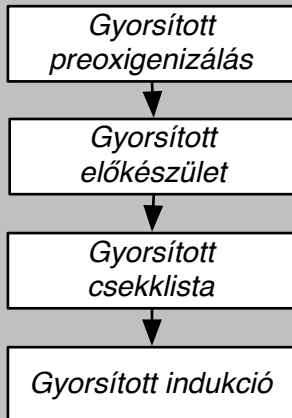 Gyorsított
preoxigenizálás
Gyorsított
előkészület
Gyorsított
csekklista
Gyorsított indukció